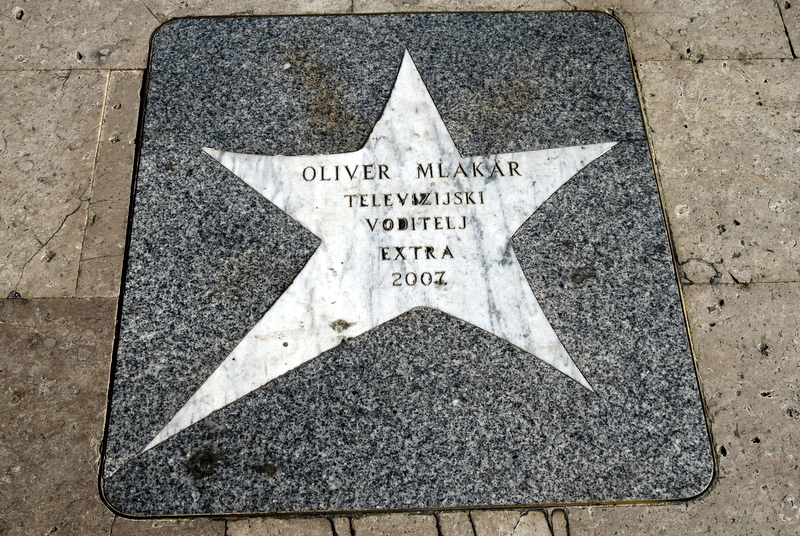 OLIVER MLAKAR
TELEVIZIJSKI
VODITELJ
EXTRA
2007.